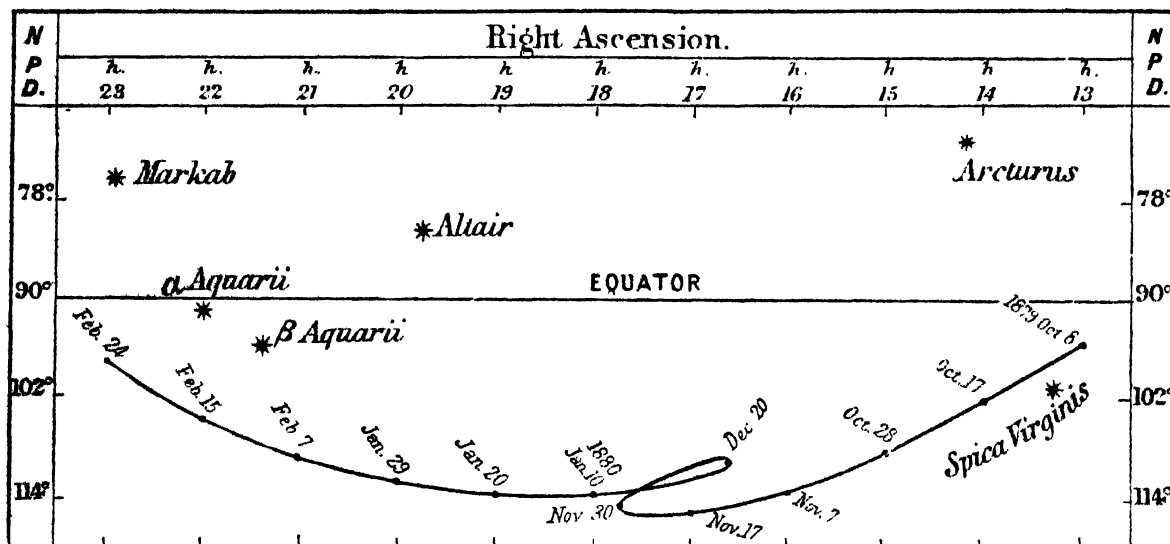 N P D.
Right Ascension.
N P D.
h. h. h. h h h h. h. h h h.
23 22 21 20 19 18 17 16 15 14 13
Markab
Arcturus
78°
78°
Altair
α Aquarii
EQUATOR
90°
90°
β Aquarii
1879 Oct 6
Feb. 24
102°
102°
Feb. 15
Oct. 17
Spica Virginis
Feb 7
Oct. 28
Dec 20
Jan. 29
Jan. 20
1880
Jan. 10
114°
114°
Nov 30
Nov. 17
Nov. 7